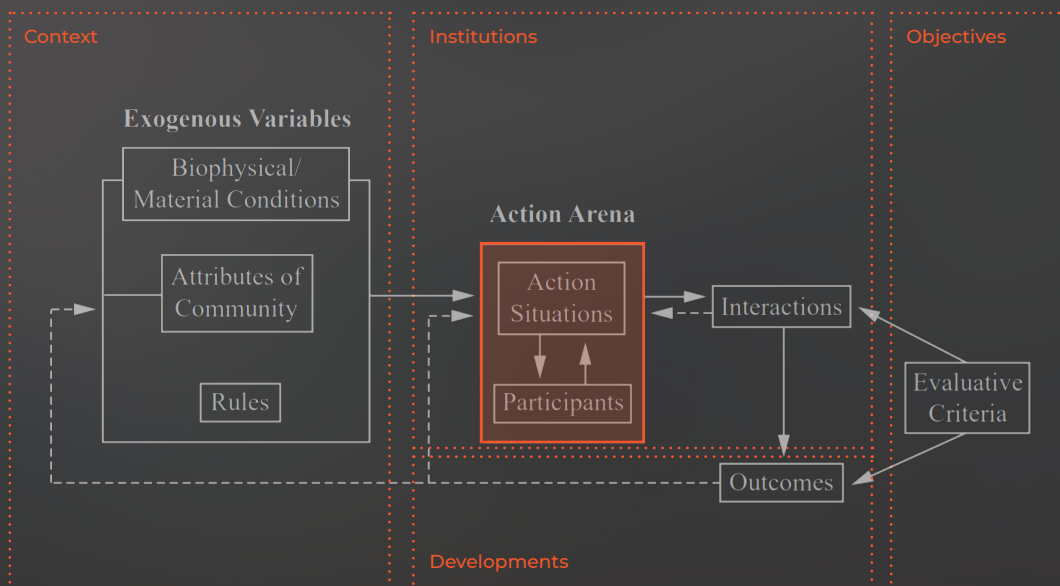 Context
Institutions
Objectives
Exogenous Variables
Biophysical/
Material Conditions
Attributes of
Community
Rules
Action Arena
Action
Situations
Participants
Interactions
Evaluative
Criteria
Outcomes
Developments